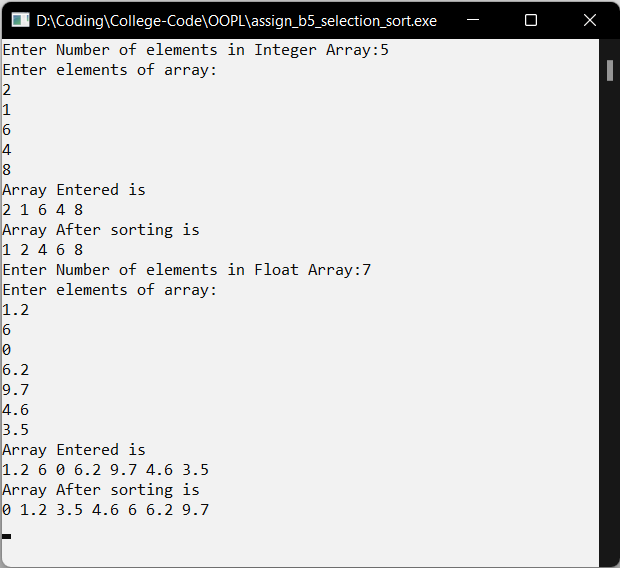 D:\Coding\College-Code\OOPL\assign_b5_selection_sort.exe
Enter Number of elements in Integer Array:5
Enter elements of array:
2
1
6
4
8
Array Entered is
2 1 6 4 8
Array After sorting is
1 2 4 6 8
Enter Number of elements in Float Array:7
Enter elements of array:
1.2
6
0
6.2
9.7
4.6
3.5
Array Entered is
1.2 6 0 6.2 9.7 4.6 3.5
Array After sorting is
0 1.2 3.5 4.6 6 6.2 9.7